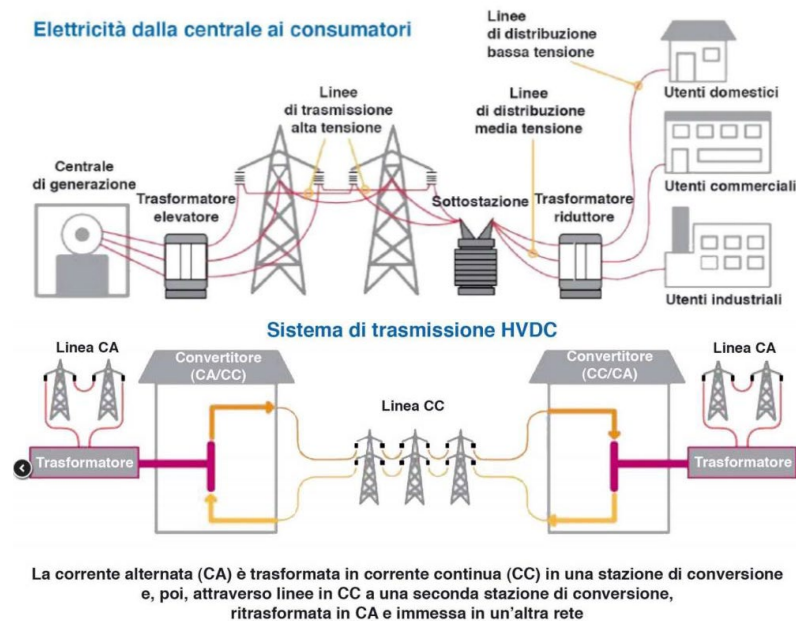 Elettricità dalla centrale ai consumatori
Linee
di distribuzione
bassa tensione
Utenti domestici
Linee
di trasmissione
alta tensione
Linee
di distribuzione
media tensione
Centrale
di generazione
Trasformatore
elevatore
Sottostazione
Trasformatore
riduttore
Utenti commerciali
Utenti industriali
Sistema di trasmissione HVDC
Linea CA
Convertitore
(CA/CC)
Linea CC
Convertitore
(CC/CA)
Linea CA
Trasformatore
Trasformatore
La corrente alternata (CA) è trasformata in corrente continua (CC) in una stazione di conversione
e, poi, attraverso linee in CC a una seconda stazione di conversione,
ritrasformata in CA e immessa in un'altra rete